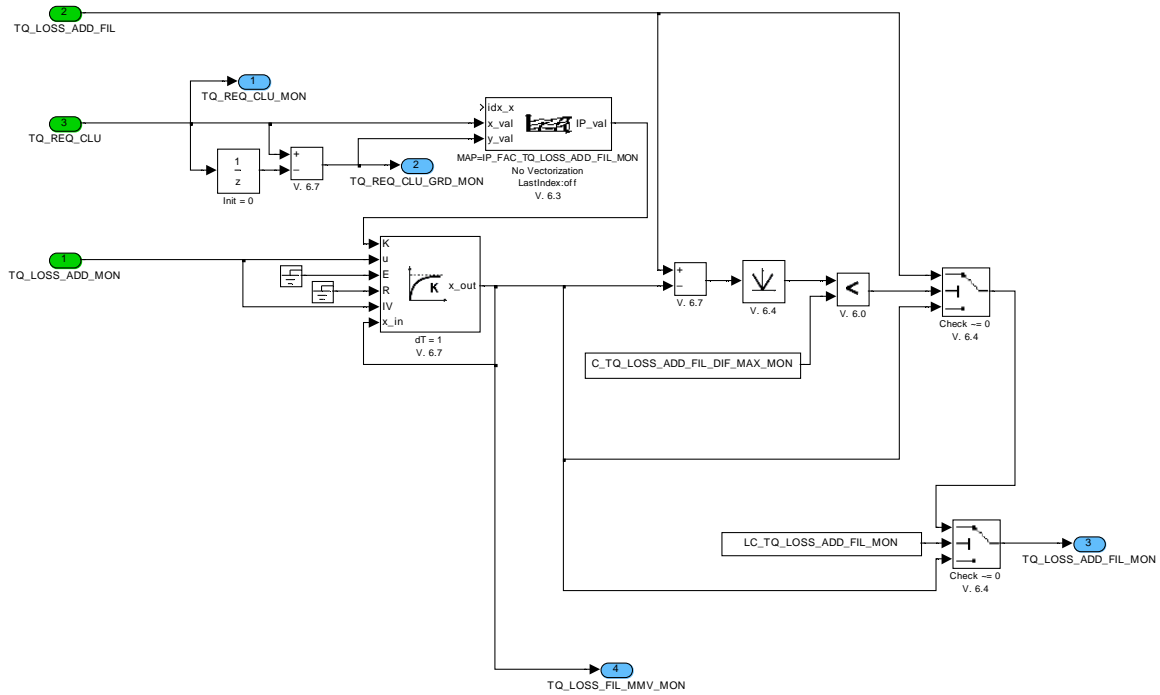 2
TQ_LOSS_ADD_FIL
1
TQ_REQ_CLU_MON
3
TQ_REQ_CLU
idx_x
x_val
y_val
IP_val
MAP=IP_FAC_TQ_LOSS_ADD_FIL_MON
No Vectorization
LastIndex:off
V. 6.3
1
z
Init = 0
+
−
V. 6.7
2
TQ_REQ_CLU_GRD_MON
1
TQ_LOSS_ADD_MON
K
u
E
R
IV
x_in
K
x_out
dT = 1
V. 6.7
+
−
V. 6.7
V. 6.4
<
V. 6.0
Check ~= 0
V. 6.4
C_TQ_LOSS_ADD_FIL_DIF_MAX_MON
LC_TQ_LOSS_ADD_FIL_MON
Check ~= 0
V. 6.4
3
TQ_LOSS_ADD_FIL_MON
4
TQ_LOSS_FIL_MMV_MON